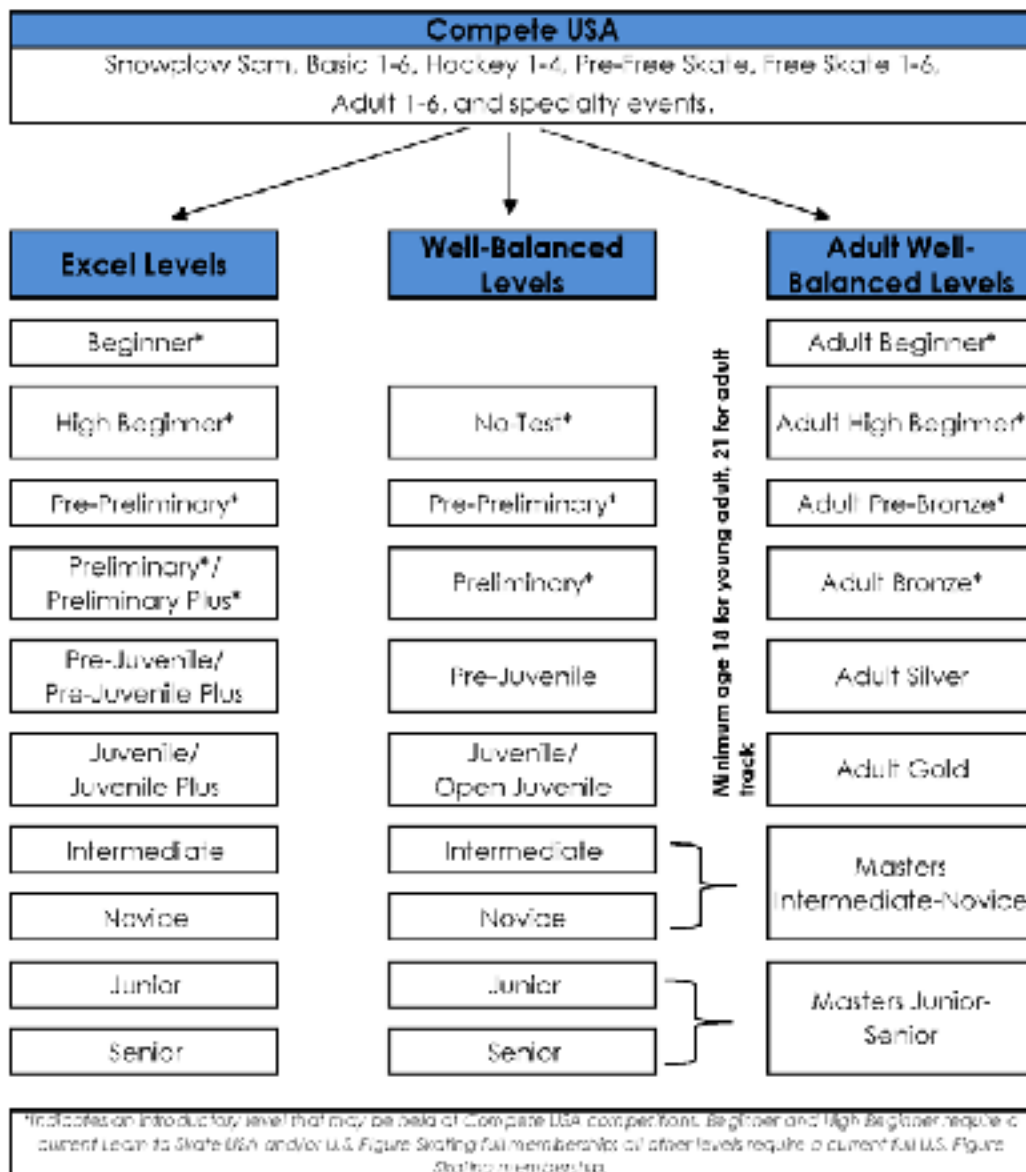 Compete USA
Snowplow Sam, Basic 1-6, Hockey 1-4, Pre-Free Skate, Free Skate 1-6,
Adult 1-6, and specialty events.
Excel Levels
Beginner*
High Beginner*
Pre-Preliminary*
Preliminary*/
Preliminary Plus*
Pre-Juvenile/
Pre-Juvenile Plus
Juvenile/
Juvenile Plus
Intermediate
Novice
Junior
Senior
Well-Balanced
Levels
No-Test*
Pre-Preliminary*
Preliminary*
Pre-Juvenile
Juvenile/
Open Juvenile
Intermediate
Novice
Junior
Senior
Minimum age 18 for young adult, 21 for adult
track
Adult Well-
Balanced Levels
Adult Beginner*
Adult High Beginner*
Adult Pre-Bronze*
Adult Bronze*
Adult Silver
Adult Gold
Masters
Intermediate-Novice
Masters Junior-
Senior
*Indicates an introductory level that may be held at Compete USA competitions. Beginner and High Beginner require a
current Learn to Skate USA and/or U.S. Figure Skating full membership; all other levels require a current full U.S. Figure
Skating membership.